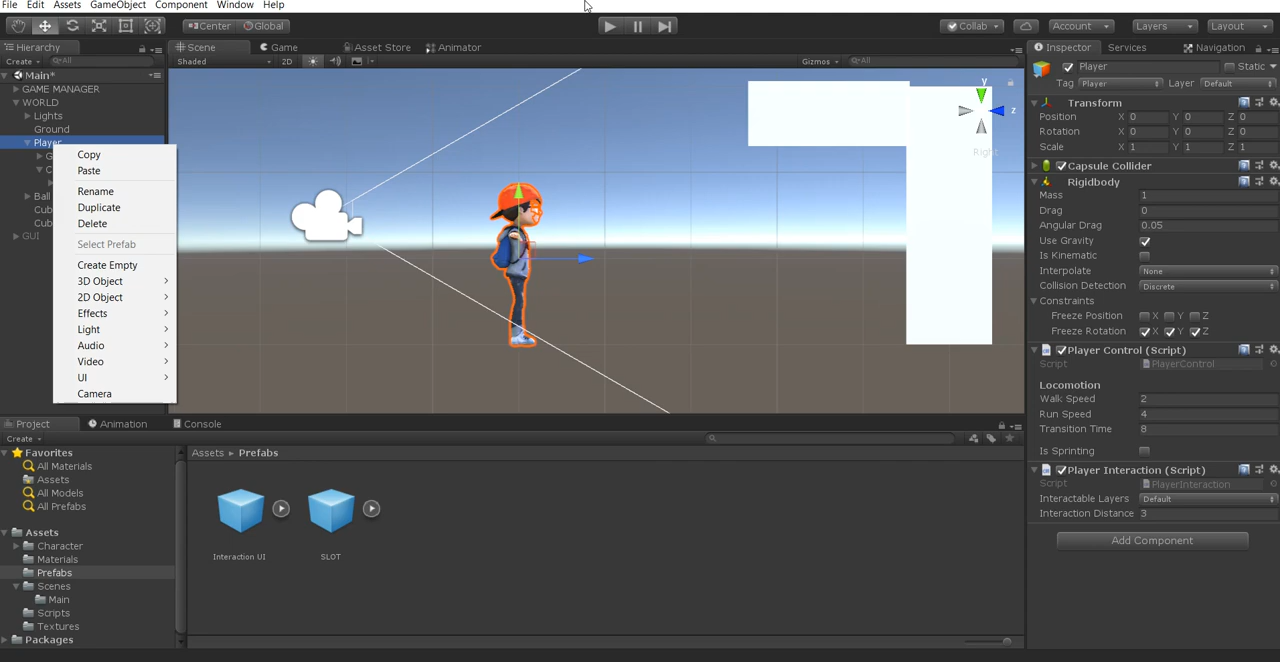 File Edit Assets GameObject Component Window Help
Center Global Collab Account Layers Layout
Hierarchy Scene Game Asset Store Animator Inspector Services Navigation
Create All Shaded 2D Gizmos All Player Static
Main*
GAME MANAGER
WORLD
Lights
Ground
Player
G
C
Ball
Cub
Cub
GUI
Copy
Paste
Rename
Duplicate
Delete
Select Prefab
Create Empty
3D Object
2D Object
Effects
Light
Audio
Video
UI
Camera
y
z
Right
Tag Player Layer Default
Transform
Position X 0 Y 0 Z 0
Rotation X 0 Y 0 Z 0
Scale X 1 Y 1 Z 1
Capsule Collider
Rigidbody
Mass 1
Drag 0
Angular Drag 0.05
Use Gravity
Is Kinematic
Interpolate None
Collision Detection Discrete
Constraints
Freeze Position X Y Z
Freeze Rotation X Y Z
Player Control (Script)
Script PlayerControl
Locomotion
Walk Speed 2
Run Speed 4
Transition Time 8
Is Sprinting
Player Interaction (Script)
Script PlayerInteraction
Interactable Layers Default
Interaction Distance 3
Add Component
Project Animation Console
Create
Favorites
All Materials
Assets
All Models
All Prefabs
Assets
Character
Materials
Prefabs
Scenes
Main
Scripts
Textures
Packages
Assets ▸ Prefabs
Interaction UI SLOT